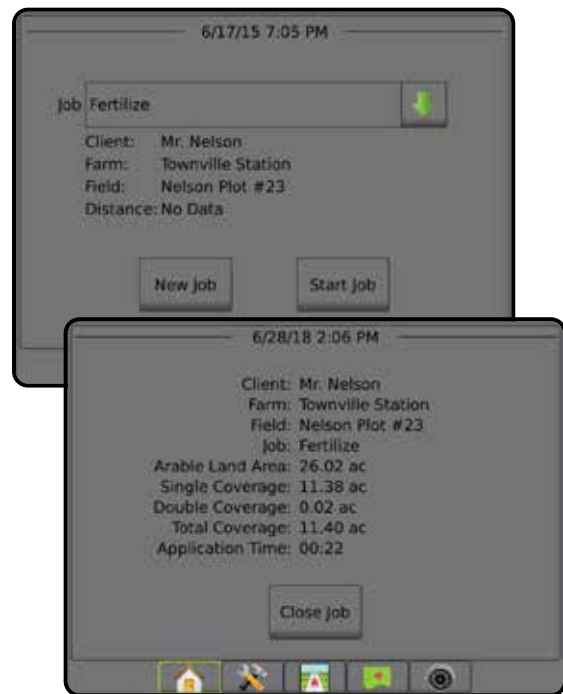 6/17/15 7:05 PM
Job Fertilize
Client: Mr. Nelson
Farm: Townville Station
Field: Nelson Plot #23
Distance: No Data
New Job Start Job
6/28/18 2:06 PM
Client: Mr. Nelson
Farm: Townville Station
Field: Nelson Plot #23
Job: Fertilize
Arable Land Area: 26.02 ac
Single Coverage: 11.38 ac
Double Coverage: 0.02 ac
Total Coverage: 11.40 ac
Application Time: 00:22
Close Job